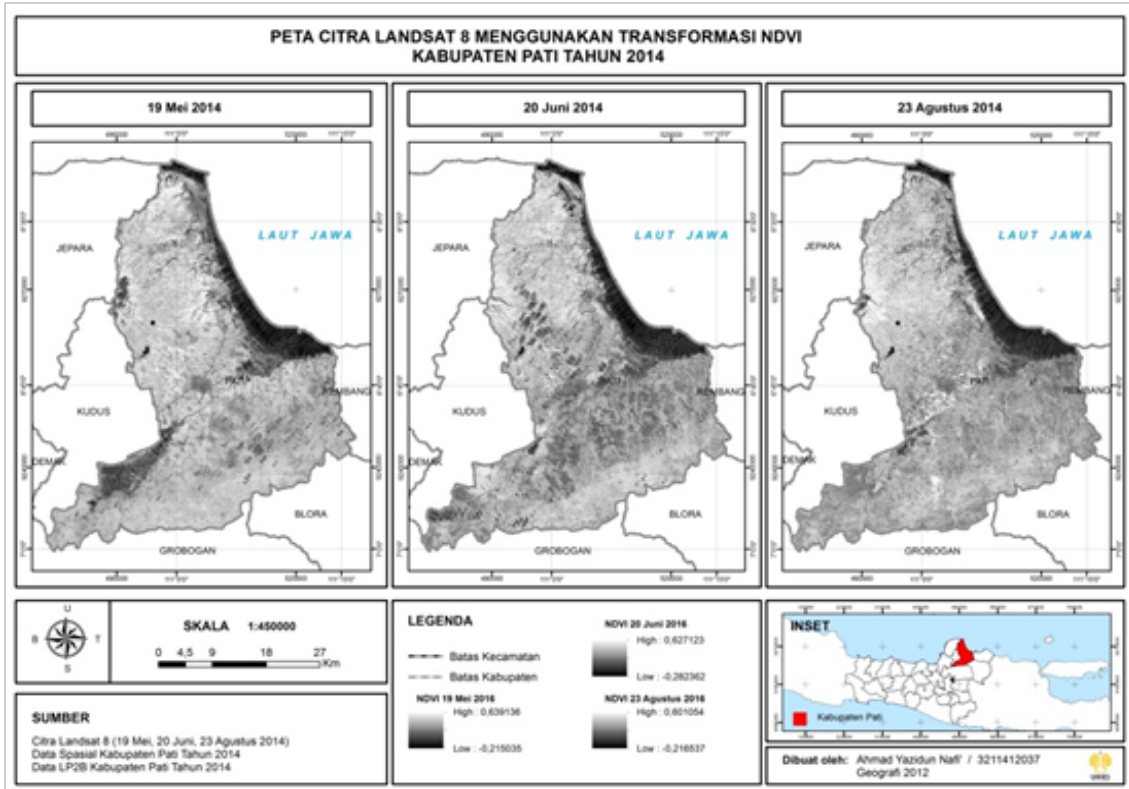 PETA CITRA LANDSAT 8 MENGGUNAKAN TRANSFORMASI NDVI
KABUPATEN PATI TAHUN 2014
19 Mei 2014
20 Juni 2014
23 Agustus 2014
LAUT JAWA
JEPARA
KUDUS
DEMAK
PATI
REMBANG
BLORA
GROBOGAN
LAUT JAWA
JEPARA
KUDUS
DEMAK
PATI
REMBANG
BLORA
GROBOGAN
LAUT JAWA
JEPARA
KUDUS
DEMAK
PATI
REMBANG
BLORA
GROBOGAN
U
B T
S
SKALA 1:450000
0 4,5 9 18 27
Km
SUMBER
Citra Landsat 8 (19 Mei, 20 Juni, 23 Agustus 2014)
Data Spasial Kabupaten Pati Tahun 2014
Data LP2B Kabupaten Pati Tahun 2014
LEGENDA
Batas Kecamatan
Batas Kabupaten
NDVI 19 Mei 2016
High : 0,639136
Low : -0,215035
NDVI 20 Juni 2016
High : 0,627123
Low : -0,282362
NDVI 23 Agustus 2016
High : 0,601054
Low : -0,216537
INSET
Kabupaten Pati
Dibuat oleh: Ahmad Yazidun Nafi' / 3211412037
Geografi 2012